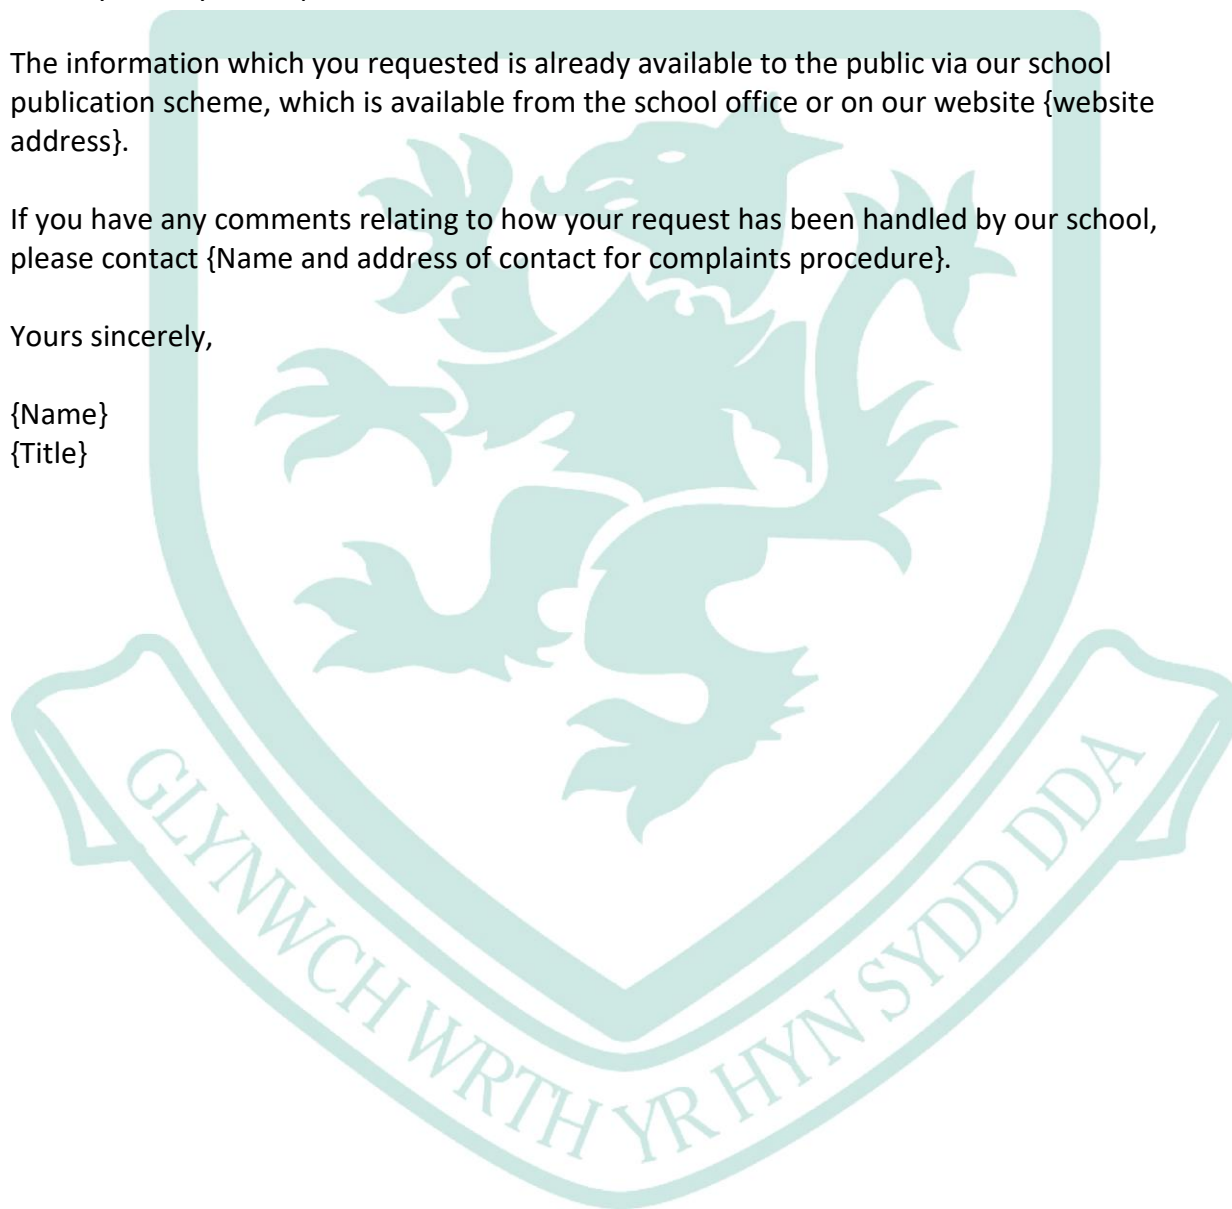 The information which you requested is already available to the public via our school
publication scheme, which is available from the school office or on our website {website
address}.
If you have any comments relating to how your request has been handled by our school,
please contact {Name and address of contact for complaints procedure}.
Yours sincerely,
{Name}
{Title}
GLYNWCH WRTH YR HYN SYDD DDA